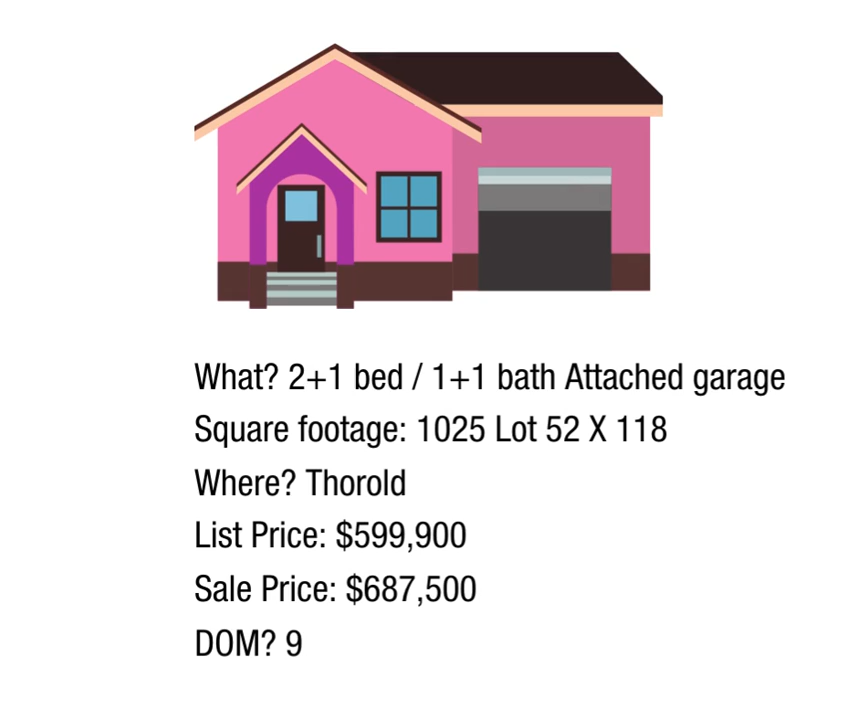 What? 2+1 bed / 1+1 bath Attached garage
Square footage: 1025 Lot 52 X 118
Where? Thorold
List Price: $599,900
Sale Price: $687,500
DOM? 9